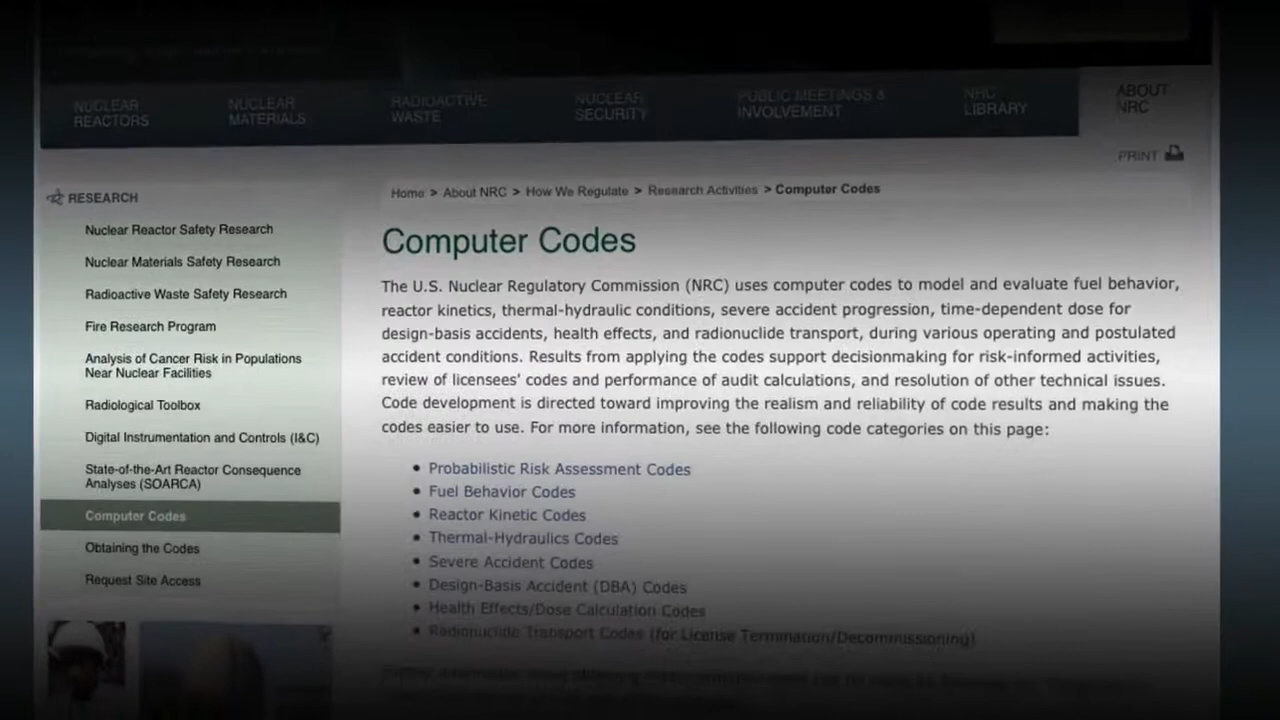 NUCLEAR REACTORS
NUCLEAR MATERIALS
RADIOACTIVE WASTE
NUCLEAR SECURITY
PUBLIC MEETINGS & INVOLVEMENT
NRC LIBRARY
ABOUT NRC
PRINT
RESEARCH
Nuclear Reactor Safety Research
Nuclear Materials Safety Research
Radioactive Waste Safety Research
Fire Research Program
Analysis of Cancer Risk in Populations
Near Nuclear Facilities
Radiological Toolbox
Digital Instrumentation and Controls (I&C)
State-of-the-Art Reactor Consequence
Analyses (SOARCA)
Computer Codes
Obtaining the Codes
Request Site Access
Home > About NRC > How We Regulate > Research Activities > Computer Codes
Computer Codes
The U.S. Nuclear Regulatory Commission (NRC) uses computer codes to model and evaluate fuel behavior,
reactor kinetics, thermal-hydraulic conditions, severe accident progression, time-dependent dose for
design-basis accidents, health effects, and radionuclide transport, during various operating and postulated
accident conditions. Results from applying the codes support decisionmaking for risk-informed activities,
review of licensees' codes and performance of audit calculations, and resolution of other technical issues.
Code development is directed toward improving the realism and reliability of code results and making the
codes easier to use. For more information, see the following code categories on this page:
• Probabilistic Risk Assessment Codes
• Fuel Behavior Codes
• Reactor Kinetic Codes
• Thermal-Hydraulics Codes
• Severe Accident Codes
• Design-Basis Accident (DBA) Codes
• Health Effects/Dose Calculation Codes
• Radionuclide Transport Codes (for License Termination/Decommissioning)